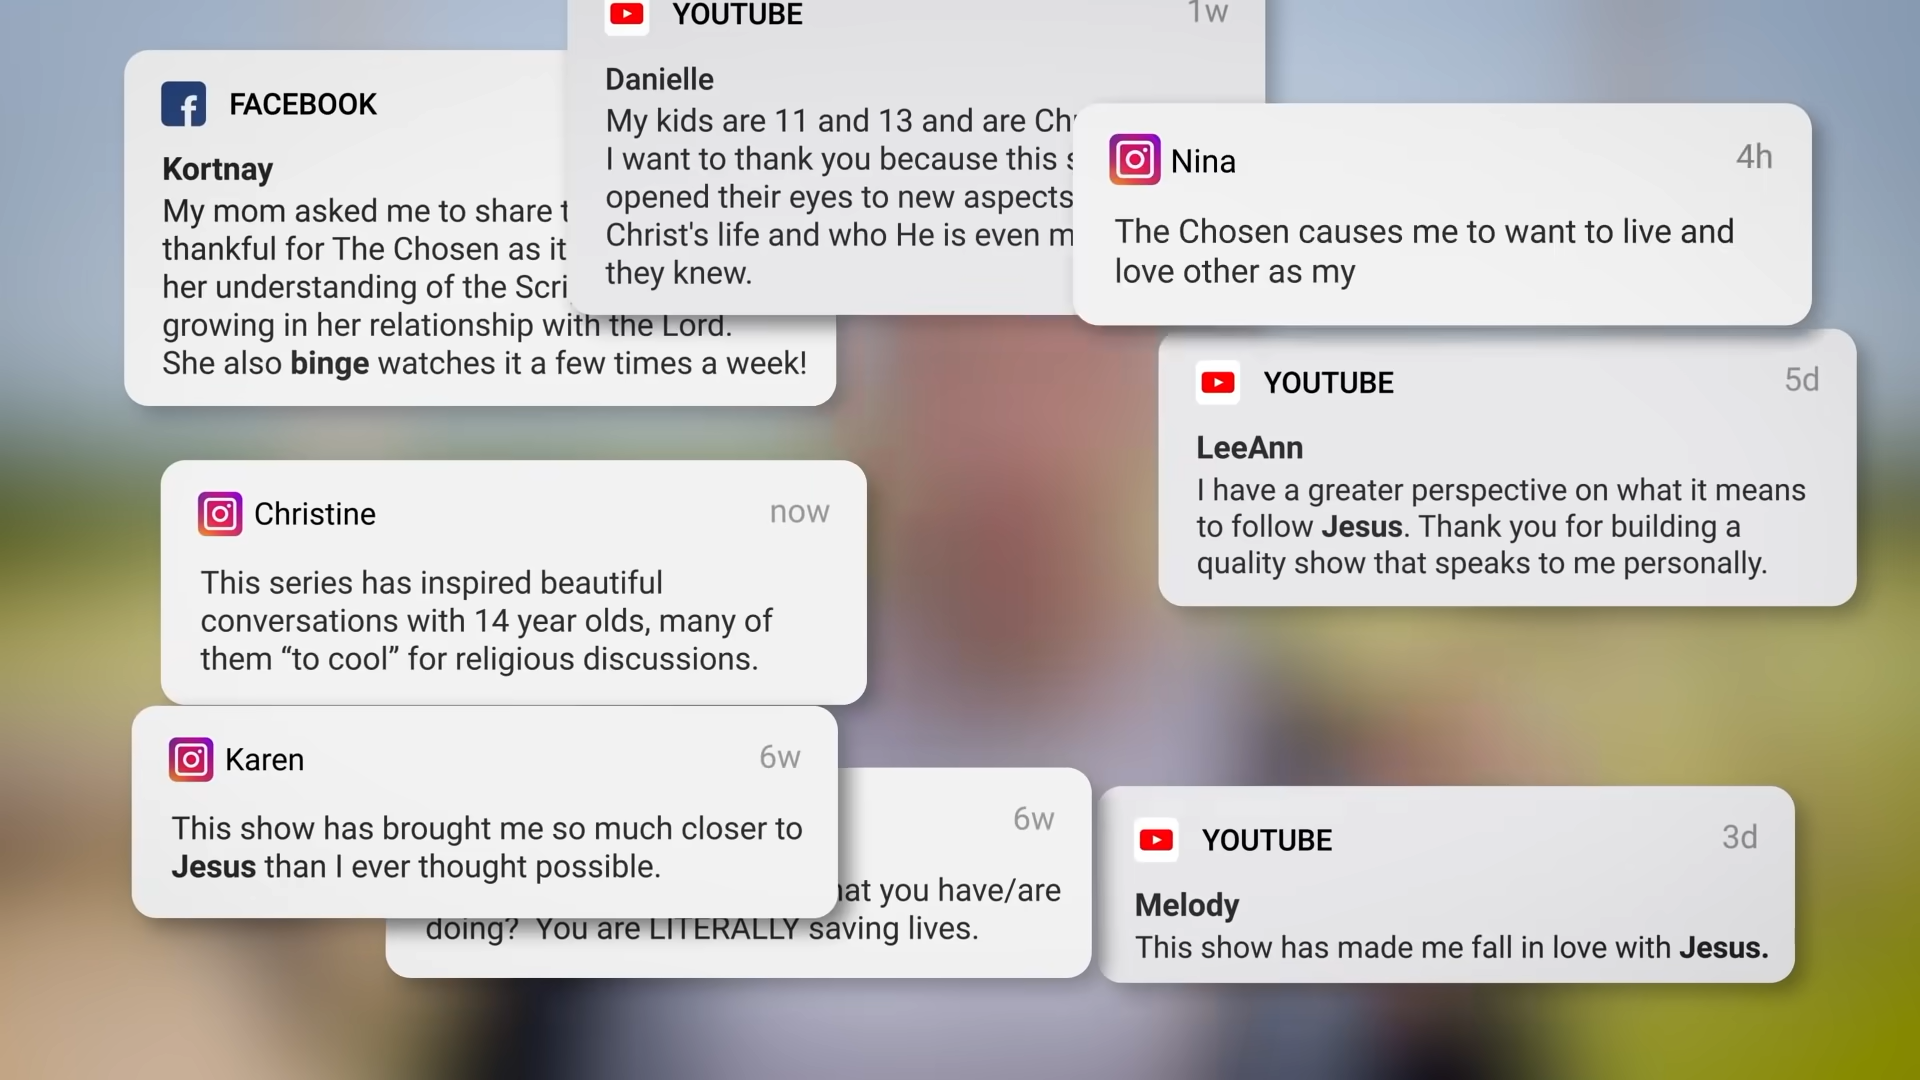 YOUTUBE 1w
Danielle
My kids are 11 and 13 and are
I want to thank you because this
opened their eyes to new aspects
Christ's life and who He is even
they knew.
FACEBOOK
Kortnay
My mom asked me to share
thankful for The Chosen as it
her understanding of the
growing in her relationship with the Lord.
She also binge watches it a few times a week!
Nina 4h
The Chosen causes me to want to live and
love other as my
YOUTUBE 5d
LeeAnn
I have a greater perspective on what it means
to follow Jesus. Thank you for building a
quality show that speaks to me personally.
Christine now
This series has inspired beautiful
conversations with 14 year olds, many of
them “to cool” for religious discussions.
Karen 6w
This show has brought me so much closer to
Jesus than I ever thought possible.
6w
you have/are
doing? You are LITERALLY saving lives.
YOUTUBE 3d
Melody
This show has made me fall in love with Jesus.